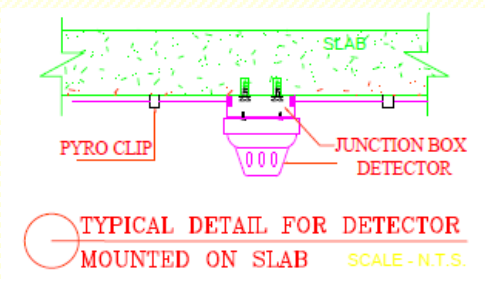 SLAB
PYRO CLIP
JUNCTION BOX
DETECTOR
TYPICAL DETAIL FOR DETECTOR
MOUNTED ON SLAB
SCALE - N.T.S.